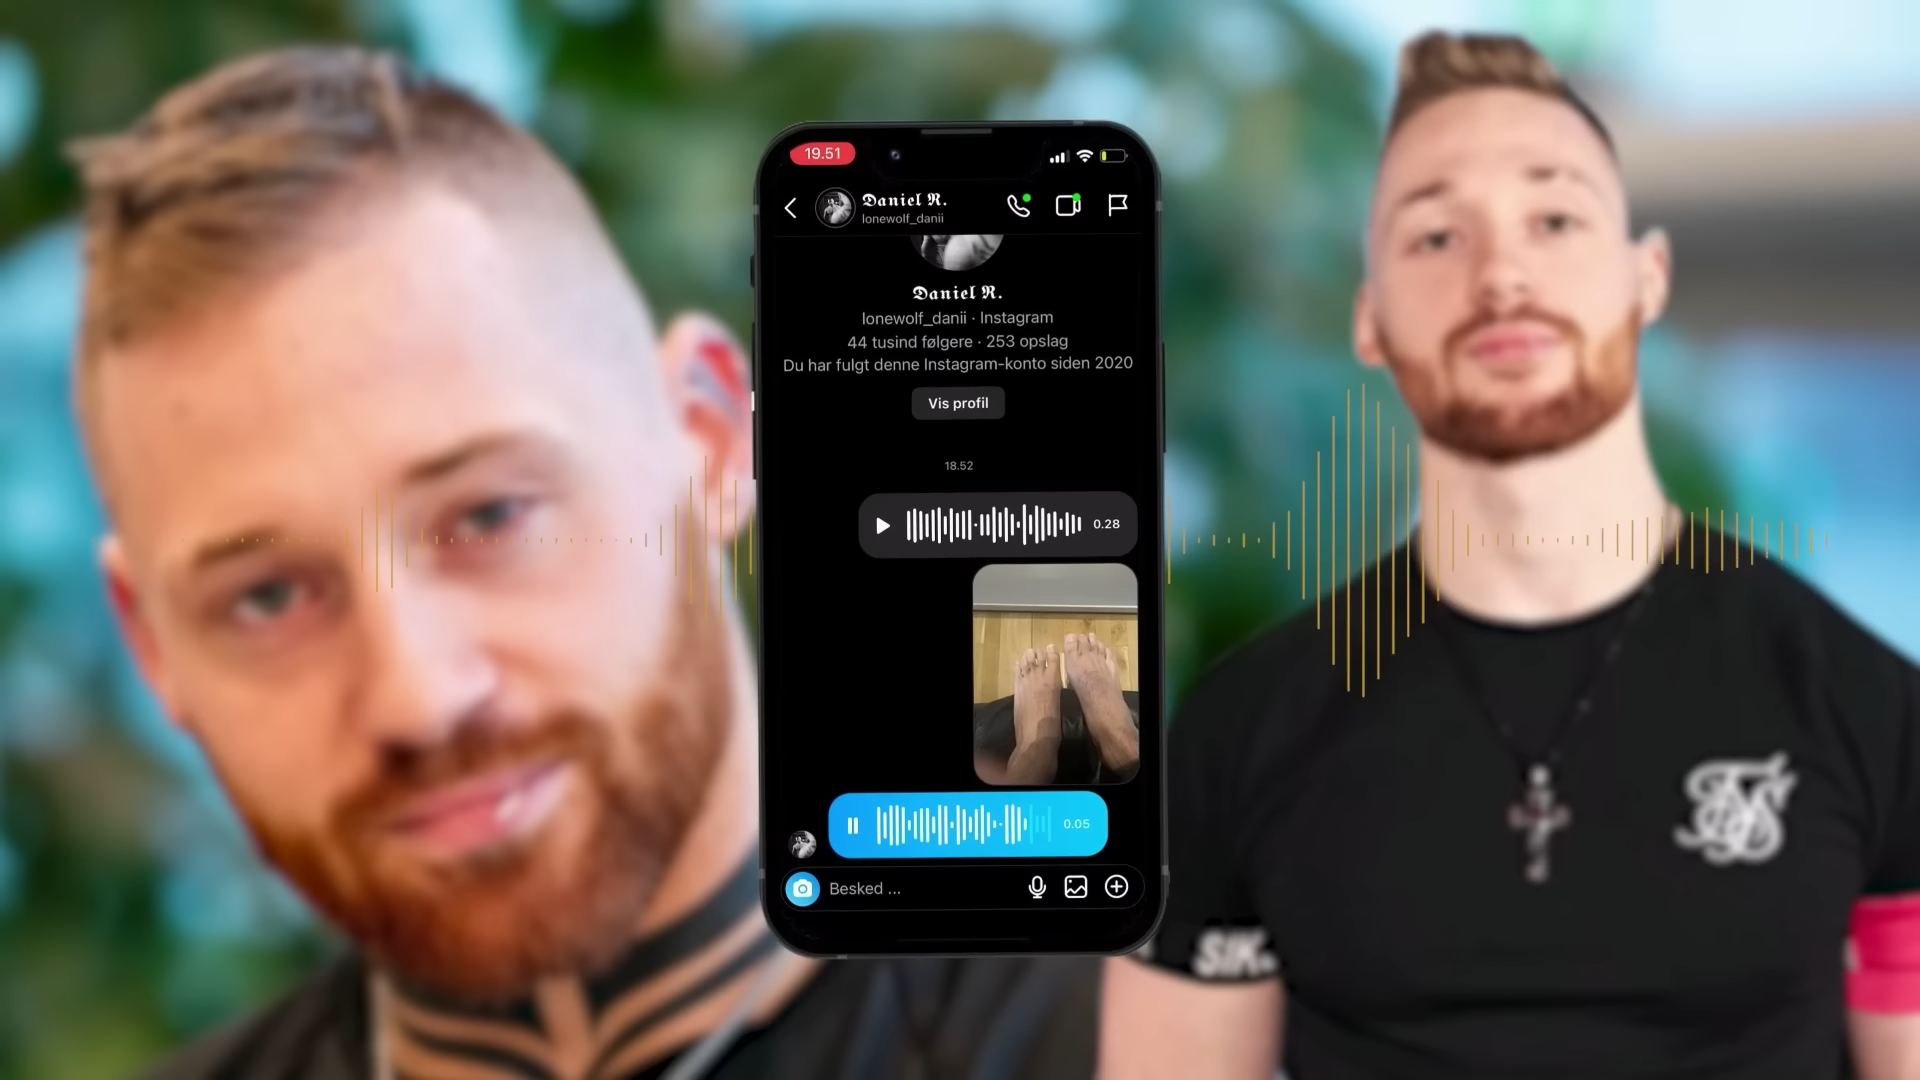 19.51
𝕯aniel 𝕽.
lonewolf_danii
𝕯aniel 𝕽.
lonewolf_danii · Instagram
44 tusind følgere · 253 opslag
Du har fulgt denne Instagram-konto siden 2020
Vis profil
18.52
0.28
0.05
Besked ...
SIK.